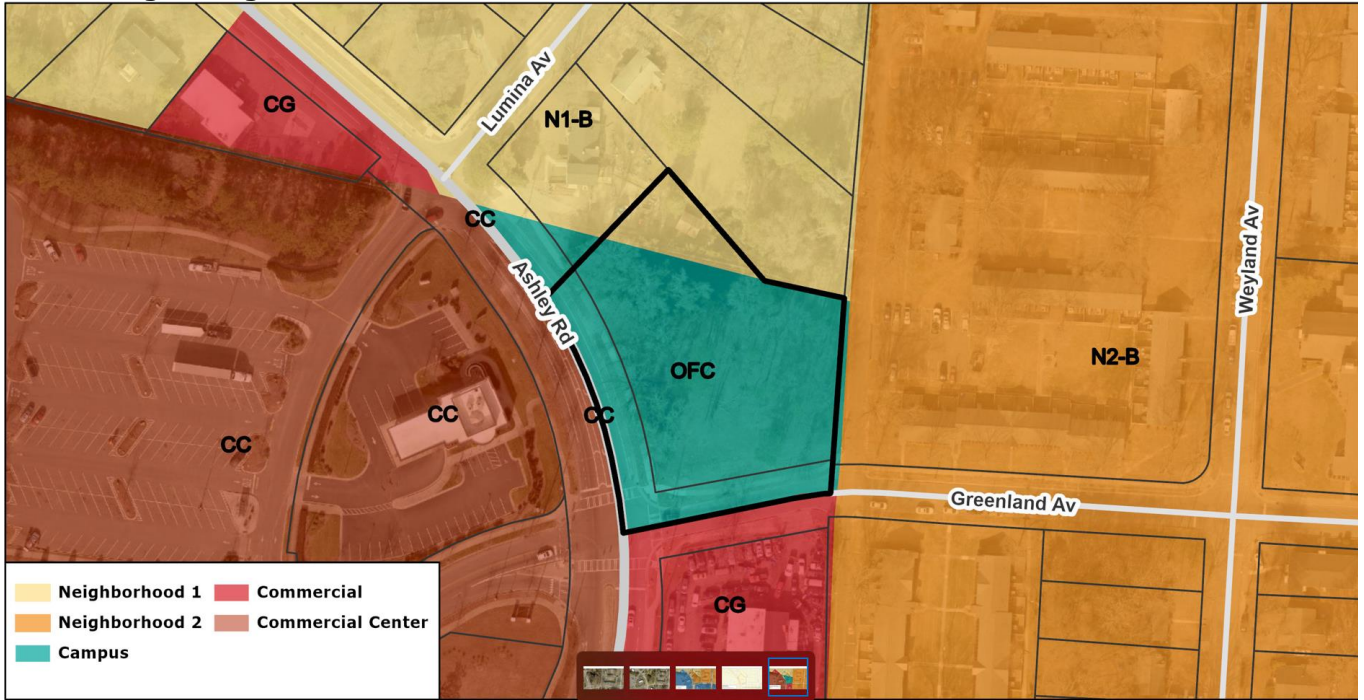 CG
Lumina Av
N1-B
CC
Ashley Rd
Weyland Av
N2-B
OFC
CC
CC
CC
Greenland Av
CG
Neighborhood 1
Commercial
Neighborhood 2
Commercial Center
Campus